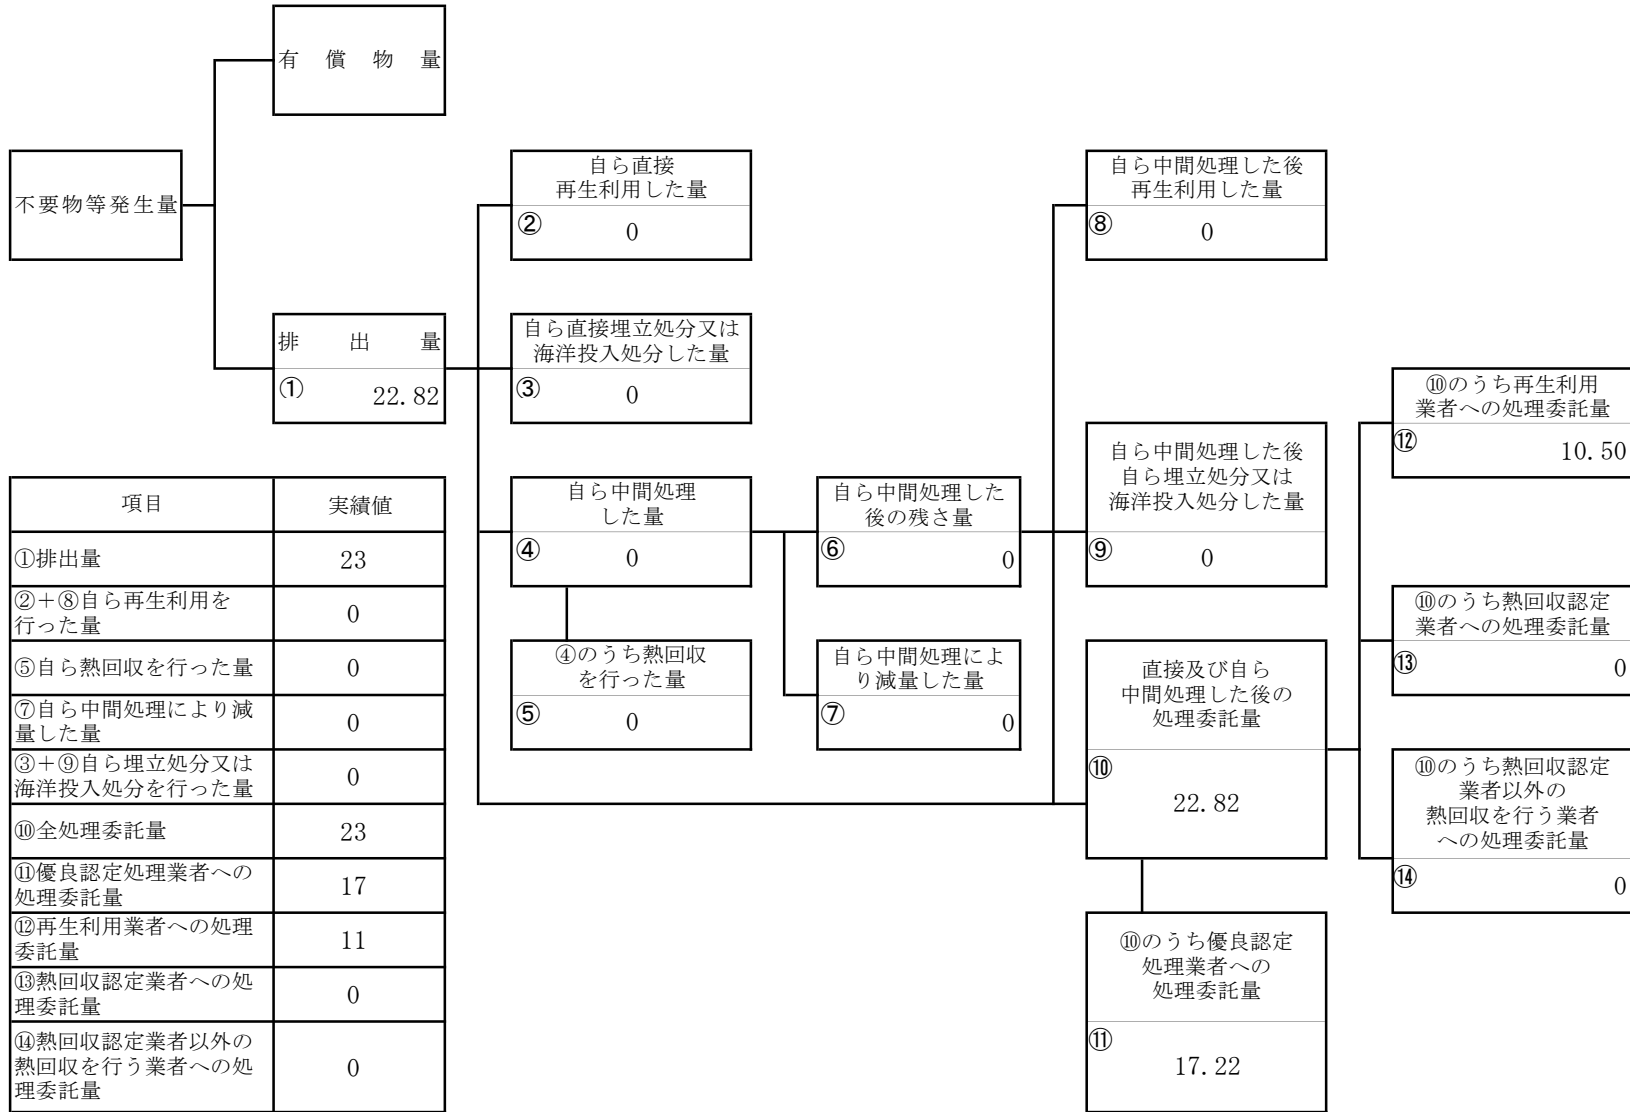 有償物量
不要物等発生量
排出量
① 22.82
自ら直接
再生利用した量
② 0
自ら直接埋立処分又は
海洋投入処分した量
③ 0
自ら中間処理
した量
④ 0
④のうち熱回収
を行った量
⑤ 0
自ら中間処理した
後の残さ量
⑥ 0
自ら中間処理によ
り減量した量
⑦ 0
自ら中間処理した後
再生利用した量
⑧ 0
自ら中間処理した後
自ら埋立処分又は
海洋投入処分した量
⑨ 0
直接及び自ら
中間処理した後の
処理委託量
⑩
22.82
⑩のうち優良認定
処理業者への
処理委託量
⑪
17.22
⑩のうち再生利用
業者への処理委託量
⑫ 10.50
⑩のうち熱回収認定
業者への処理委託量
⑬ 0
⑩のうち熱回収認定
業者以外の
熱回収を行う業者
への処理委託量
⑭ 0
項目 実績値
①排出量 23
②＋⑧自ら再生利用を
行った量 0
⑤自ら熱回収を行った量 0
⑦自ら中間処理により減
量した量 0
③＋⑨自ら埋立処分又は
海洋投入処分を行った量 0
⑩全処理委託量 23
⑪優良認定処理業者への
処理委託量 17
⑫再生利用業者への処理
委託量 11
⑬熱回収認定業者への処
理委託量 0
⑭熱回収認定業者以外の
熱回収を行う業者への処
理委託量 0